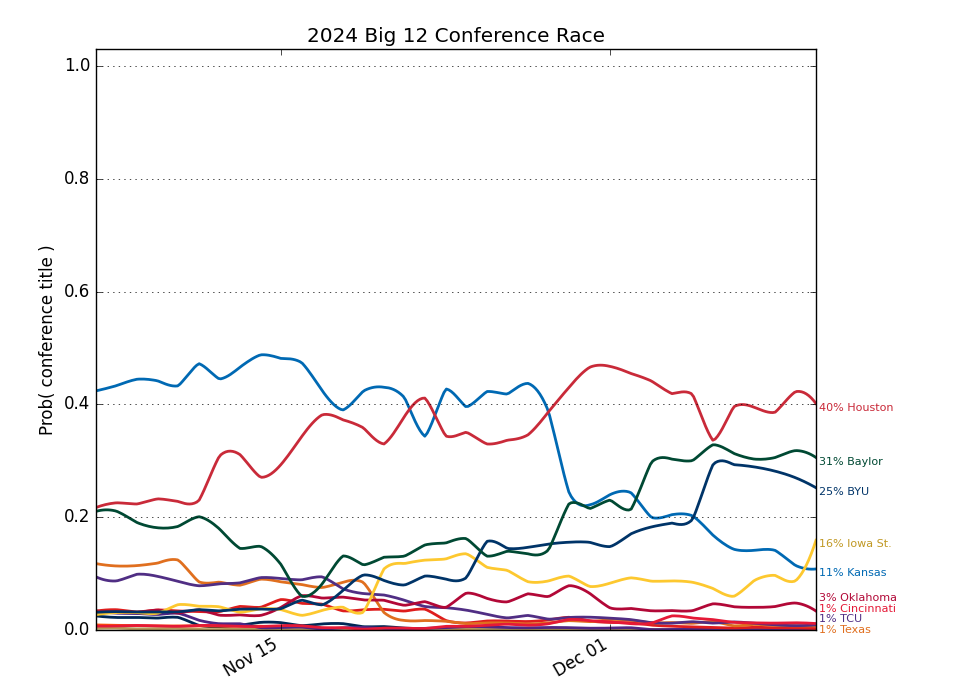 2024 Big 12 Conference Race
Prob( conference title )
1.0
0.8
0.6
0.4
0.2
0.0
Nov 15
Dec 01
40% Houston
31% Baylor
25% BYU
16% Iowa St.
11% Kansas
3% Oklahoma
1% Cincinnati
1% TCU
1% Texas